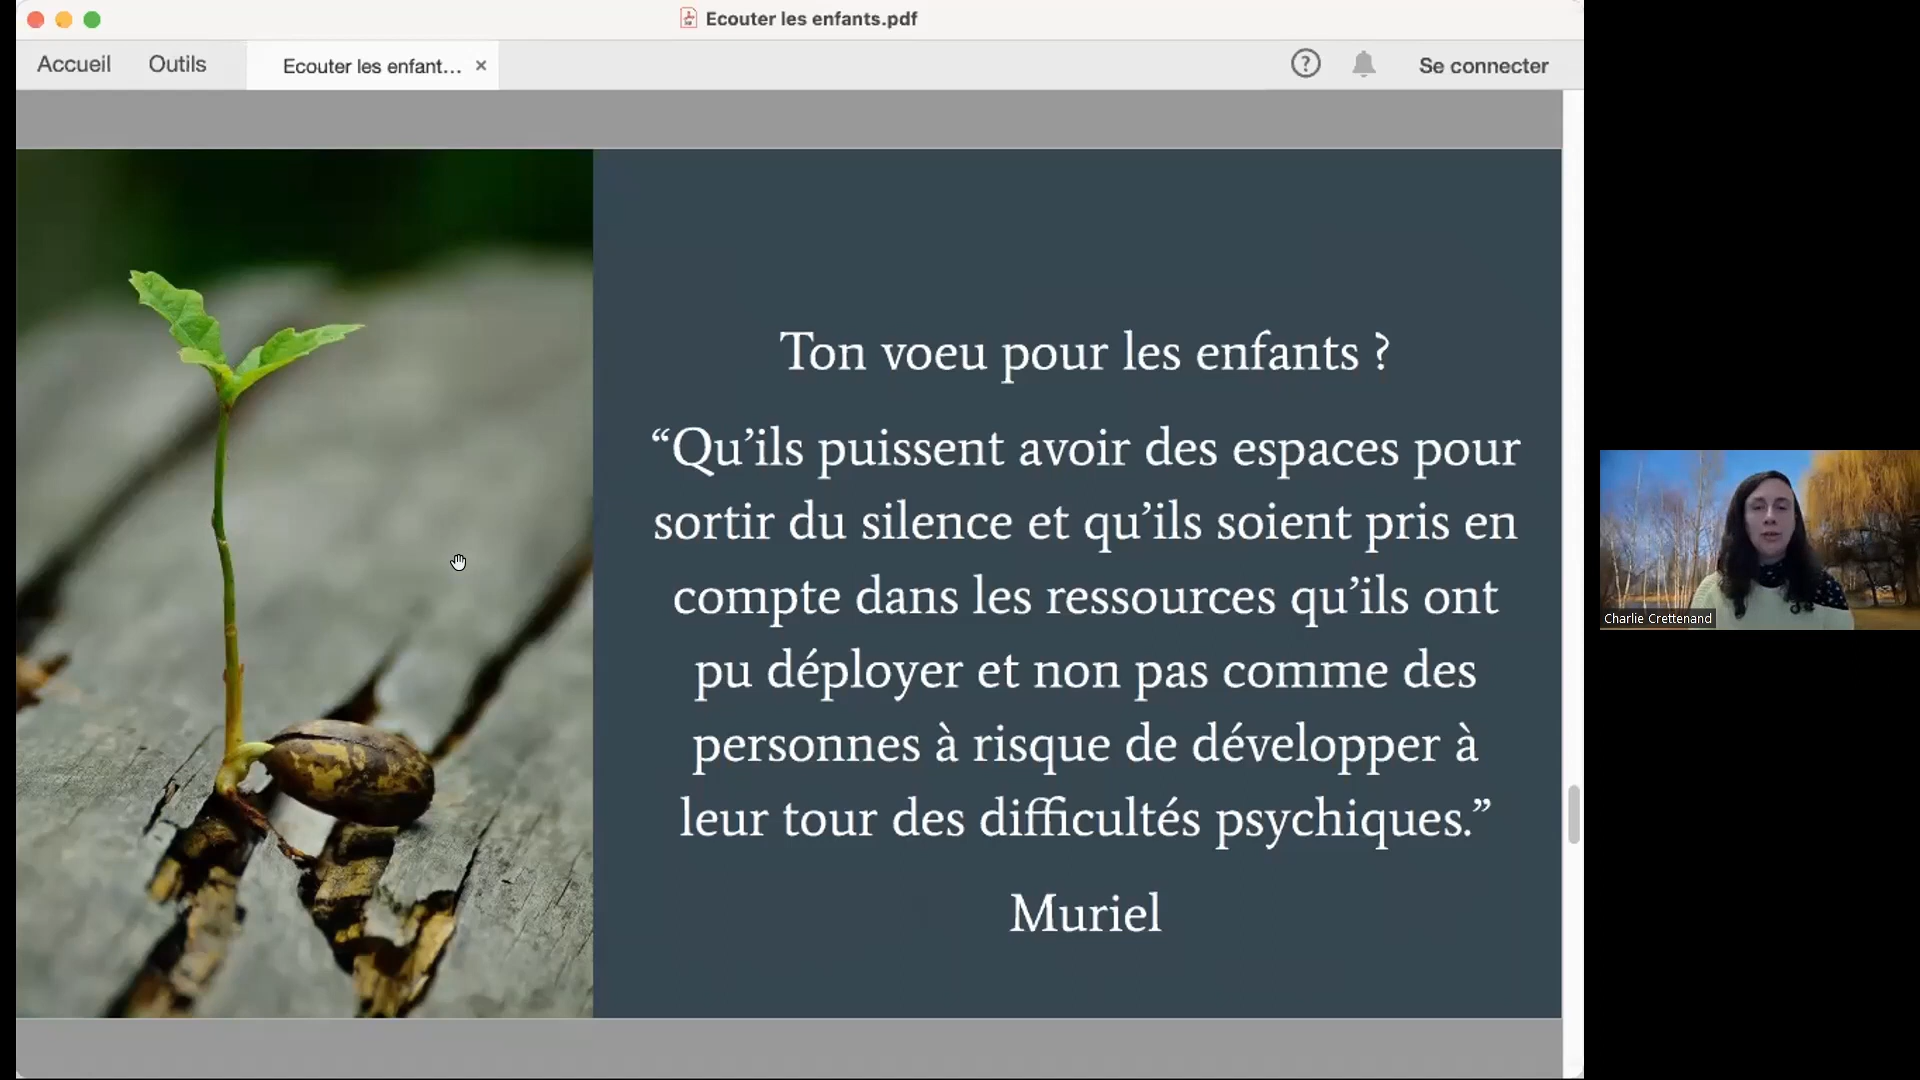 Ecouter les enfants.pdf
Accueil
Outils
Ecouter les enfant... ×
?
Se connecter
Ton voeu pour les enfants ?
“Qu’ils puissent avoir des espaces pour
sortir du silence et qu’ils soient pris en
compte dans les ressources qu’ils ont
pu déployer et non pas comme des
personnes à risque de développer à
leur tour des difficultés psychiques.”
Muriel
Charlie Crettenand